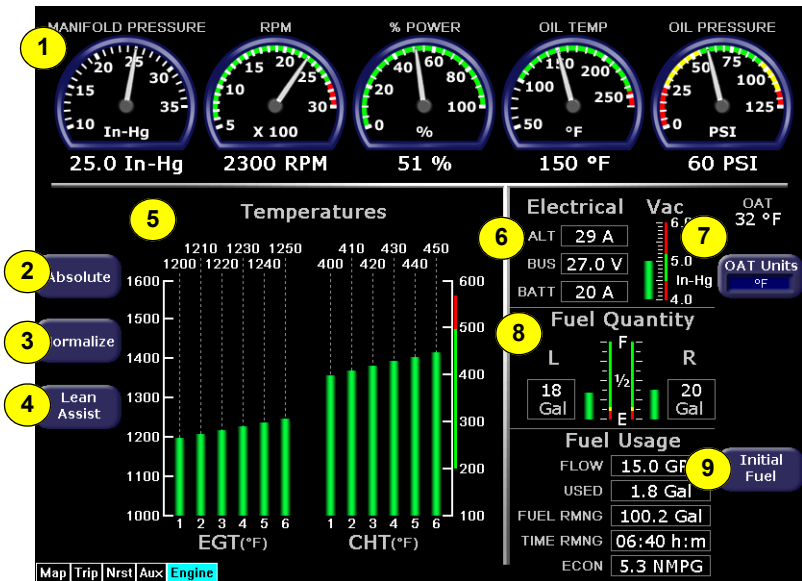 MANIFOLD PRESSURE RPM % POWER OIL TEMP OIL PRESSURE
1
10 15 20 25 30 35 In-Hg
5 10 15 20 25 30 X 100
0 20 40 60 80 100 %
50 100 150 200 250 °F
0 25 50 75 100 125 PSI
25.0 In-Hg 2300 RPM 51 % 150 °F 60 PSI
5
Temperatures
1210 1230 1250 410 430 450
1200 1220 1240 400 420 440
2
Absolute
3
4
Lean
Assist
1600 600
1500 500
1400 400
1300 300
1200 200
1100
1000 100
1 2 3 4 5 6 1 2 3 4 5 6
EGT(°F) CHT(°F)
Electrical Vac
6
ALT 29 A
BUS 27.0 V
BATT 20 A
5.0
In-Hg
4.0
7
OAT
32 °F
OAT Units
°F
8
Fuel Quantity
L F R
1/2
18
Gal
20
Gal
E
Fuel Usage
FLOW 15.0
USED 1.8 Gal
FUEL RMNG 100.2 Gal
TIME RMNG 06:40 h:m
ECON 5.3 NMPG
9
Initial
Fuel
Map Trip Nrst Aux Engine